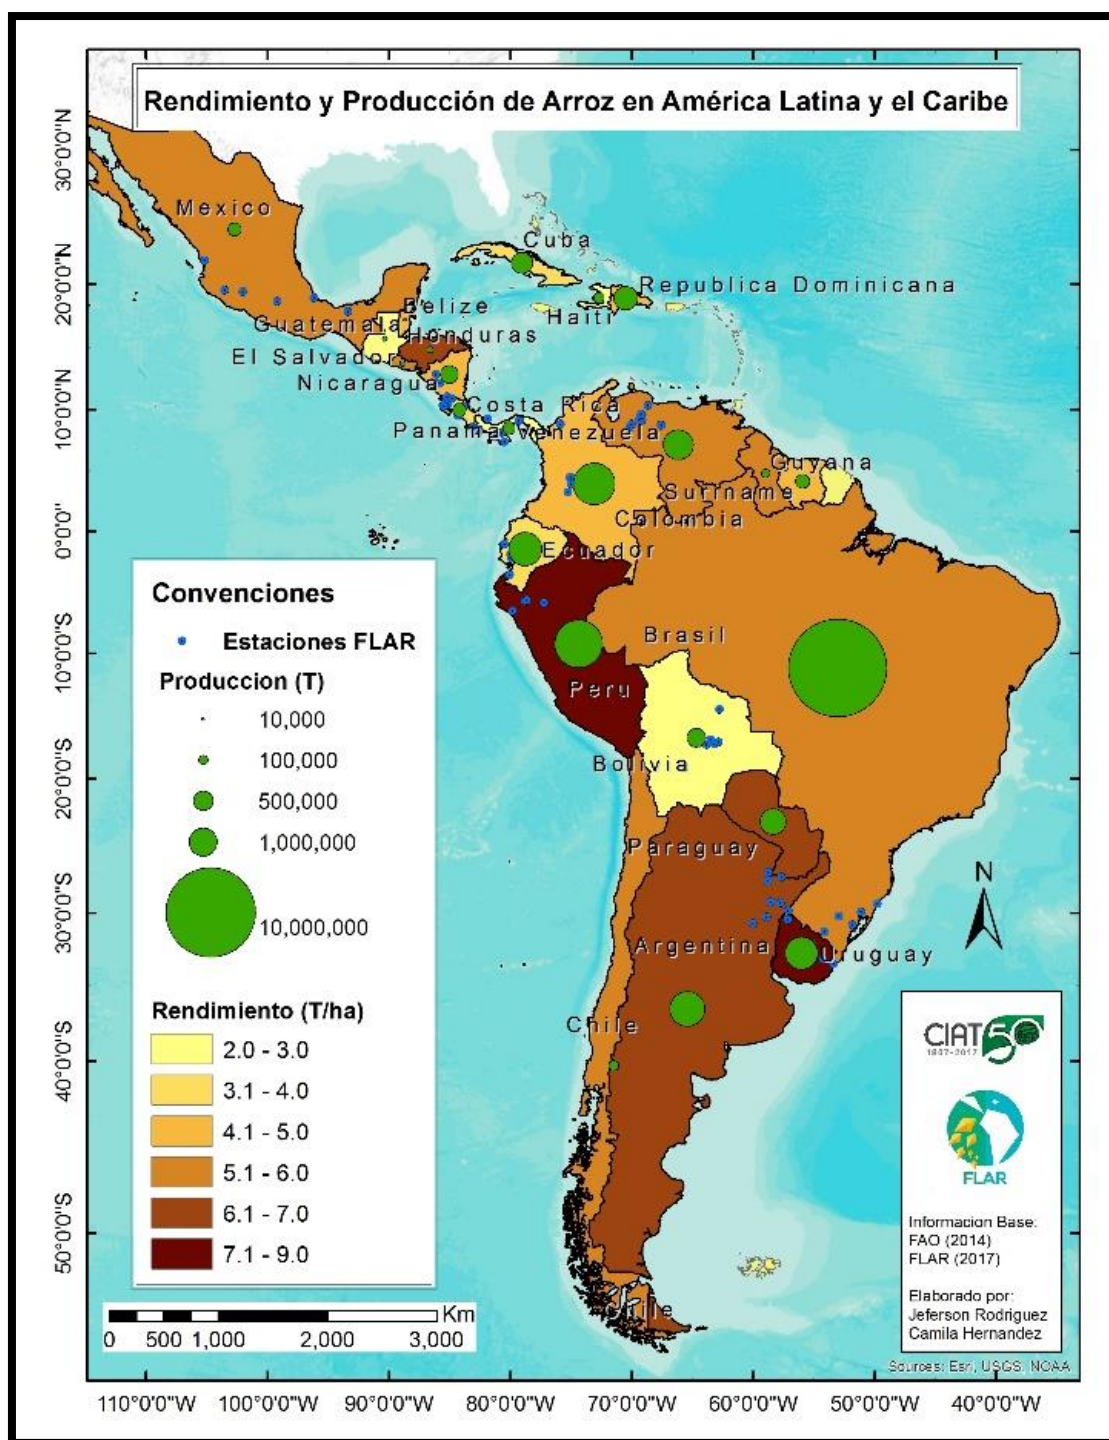 Rendimiento y Producción de Arroz en América Latina y el Caribe
30°0'0"N
20°0'0"N
10°0'0"N
0°0'0"
10°0'0"S
20°0'0"S
30°0'0"S
40°0'0"S
50°0'0"S
Mexico
Cuba
Republica Dominicana
Haiti
Belize
Guatemala
Honduras
El Salvador
Nicaragua
Costa Rica
Panama
Venezuela
Guyana
Suriname
Colombia
Ecuador
Brasil
Peru
Bolivia
Paraguay
Argentina
Uruguay
Chile
Chile
Convenciones
Estaciones FLAR
Produccion (T)
10,000
100,000
500,000
1,000,000
10,000,000
Rendimiento (T/ha)
2.0 - 3.0
3.1 - 4.0
4.1 - 5.0
5.1 - 6.0
6.1 - 7.0
7.1 - 9.0
Km
0 500 1,000 2,000 3,000
N
CIAT 50
1967-2017
FLAR
Informacion Base:
FAO (2014)
FLAR (2017)
Elaborado por:
Jeferson Rodriguez
Camila Hernandez
Sources: Esri, USGS, NOAA
110°0'0"W 100°0'0"W 90°0'0"W 80°0'0"W 70°0'0"W 60°0'0"W 50°0'0"W 40°0'0"W